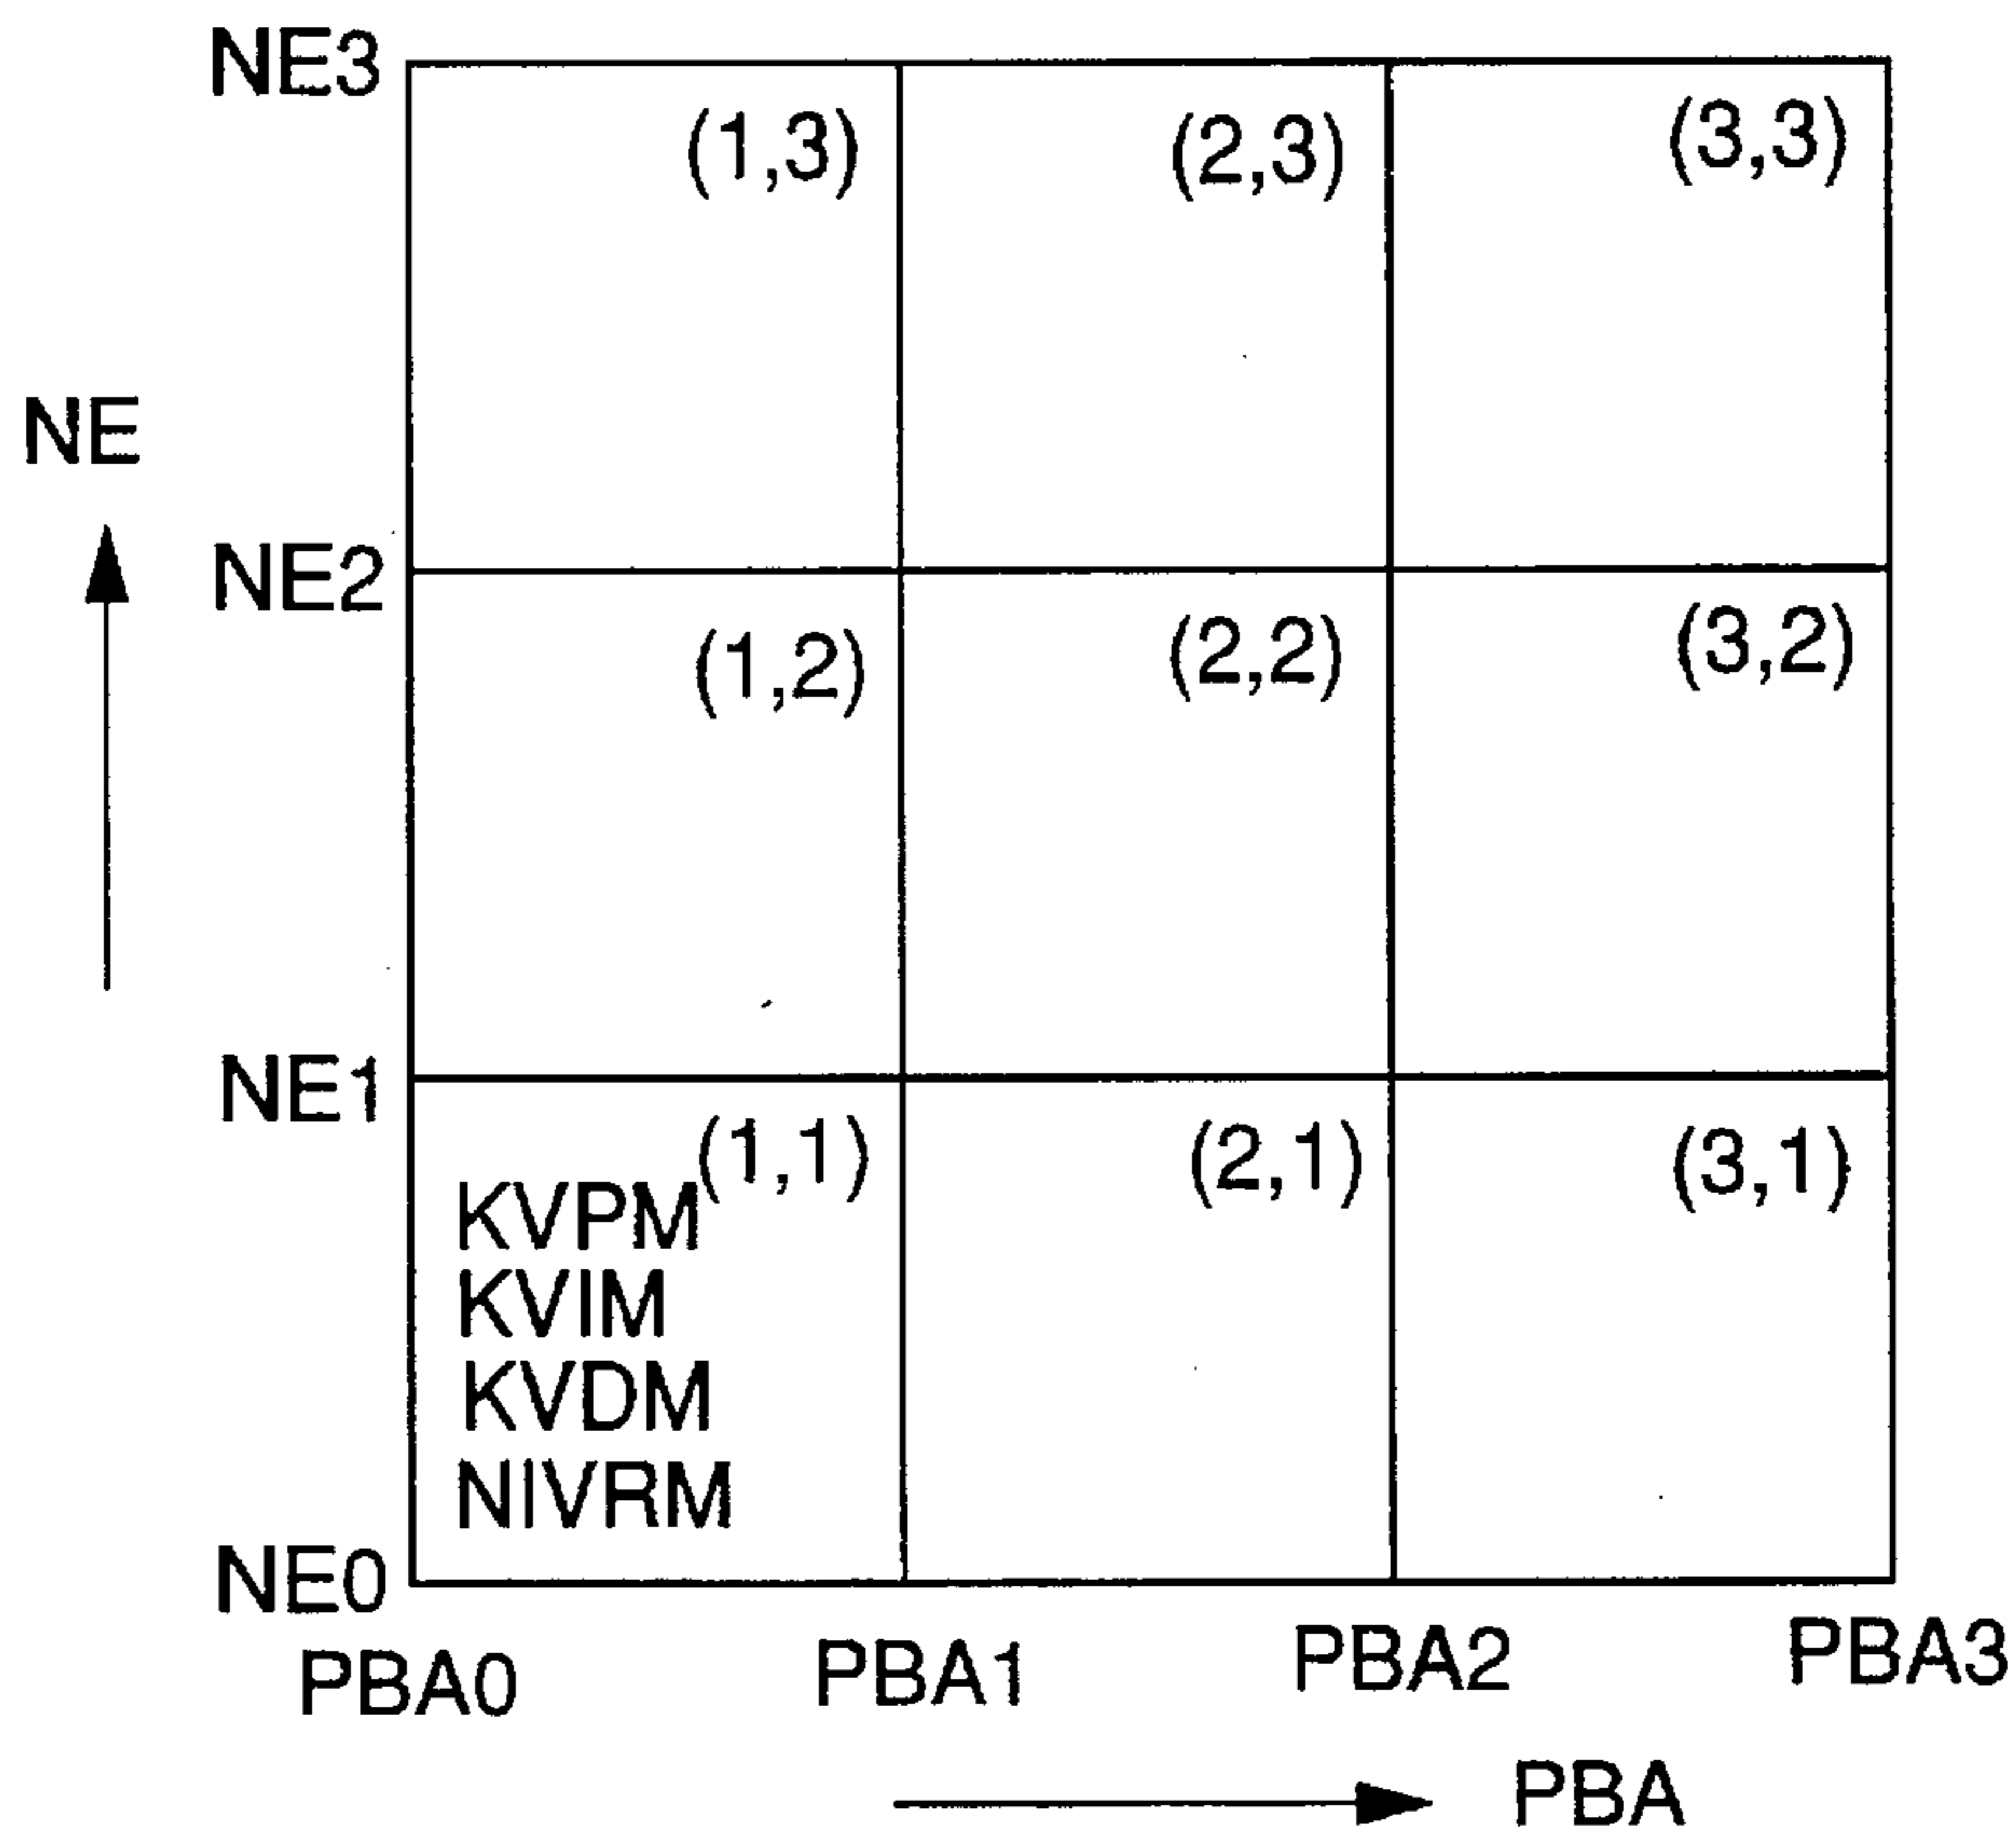 NE3
(1,3) (2,3) (3,3)
NE
NE2
(1,2) (2,2) (3,2)
NE1
(1,1) (2,1) (3,1)
KVPM
KVIM
KVDM
NIVRM
NE0
PBA0 PBA1 PBA2 PBA3
PBA